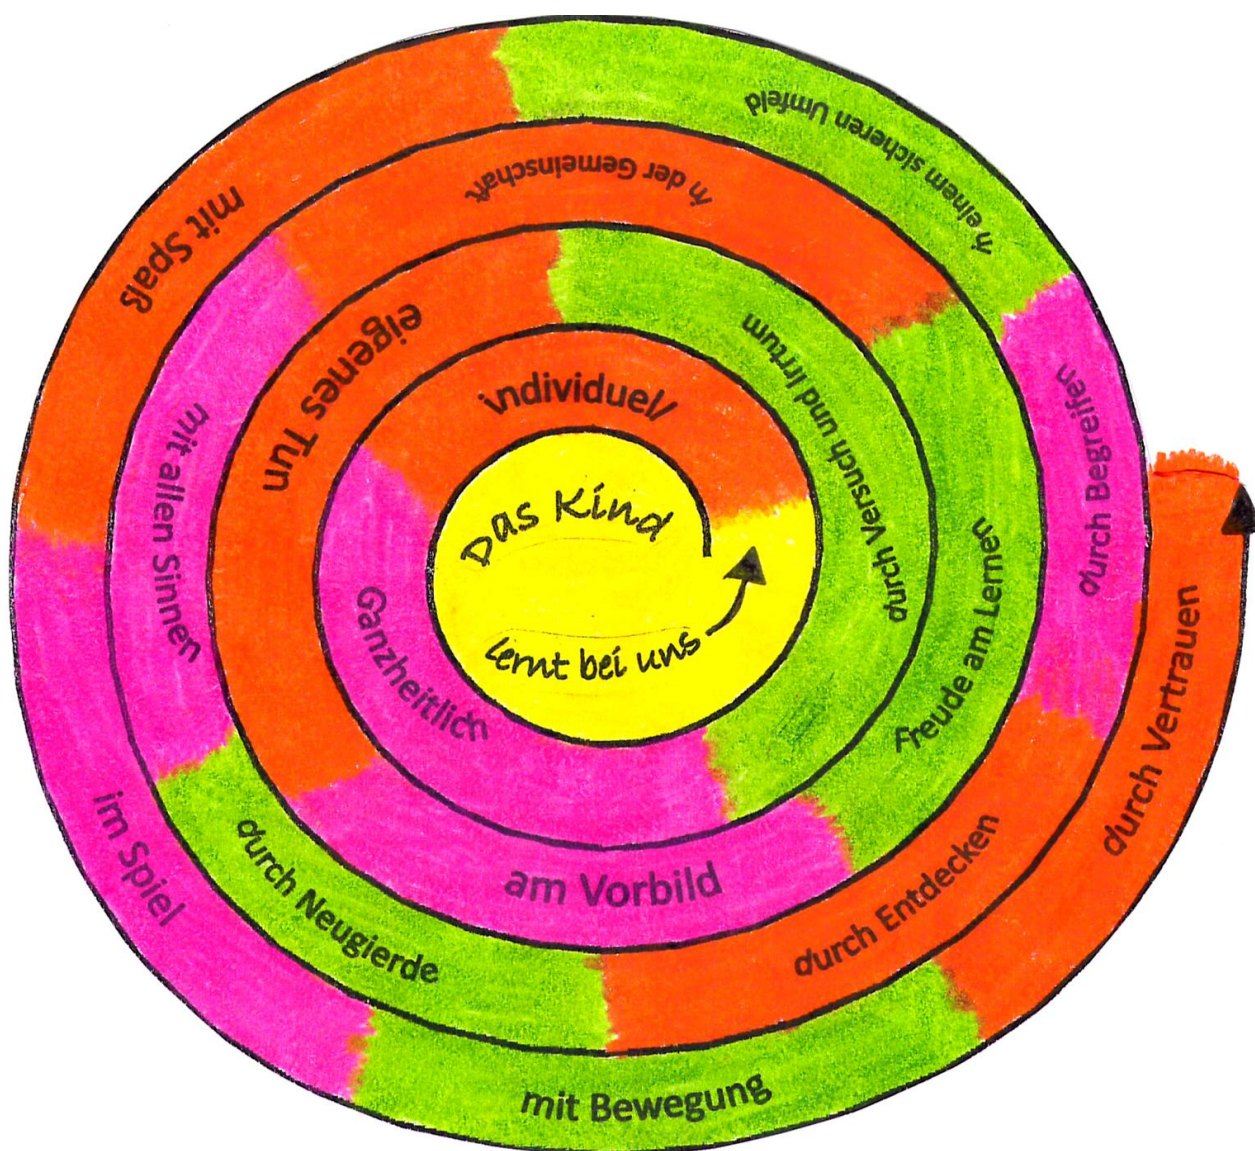 Das Kind
lernt bei uns
individuell
Ganzheitlich
durch Versuch und Irrtum
eigenes Tun
am Vorbild
Freude am Lernen
in der Gemeinschaft
mit allen Sinnen
durch Neugierde
durch Entdecken
durch Begreifen
in einem sicheren Umfeld
mit Spaß
im Spiel
mit Bewegung
durch Vertrauen